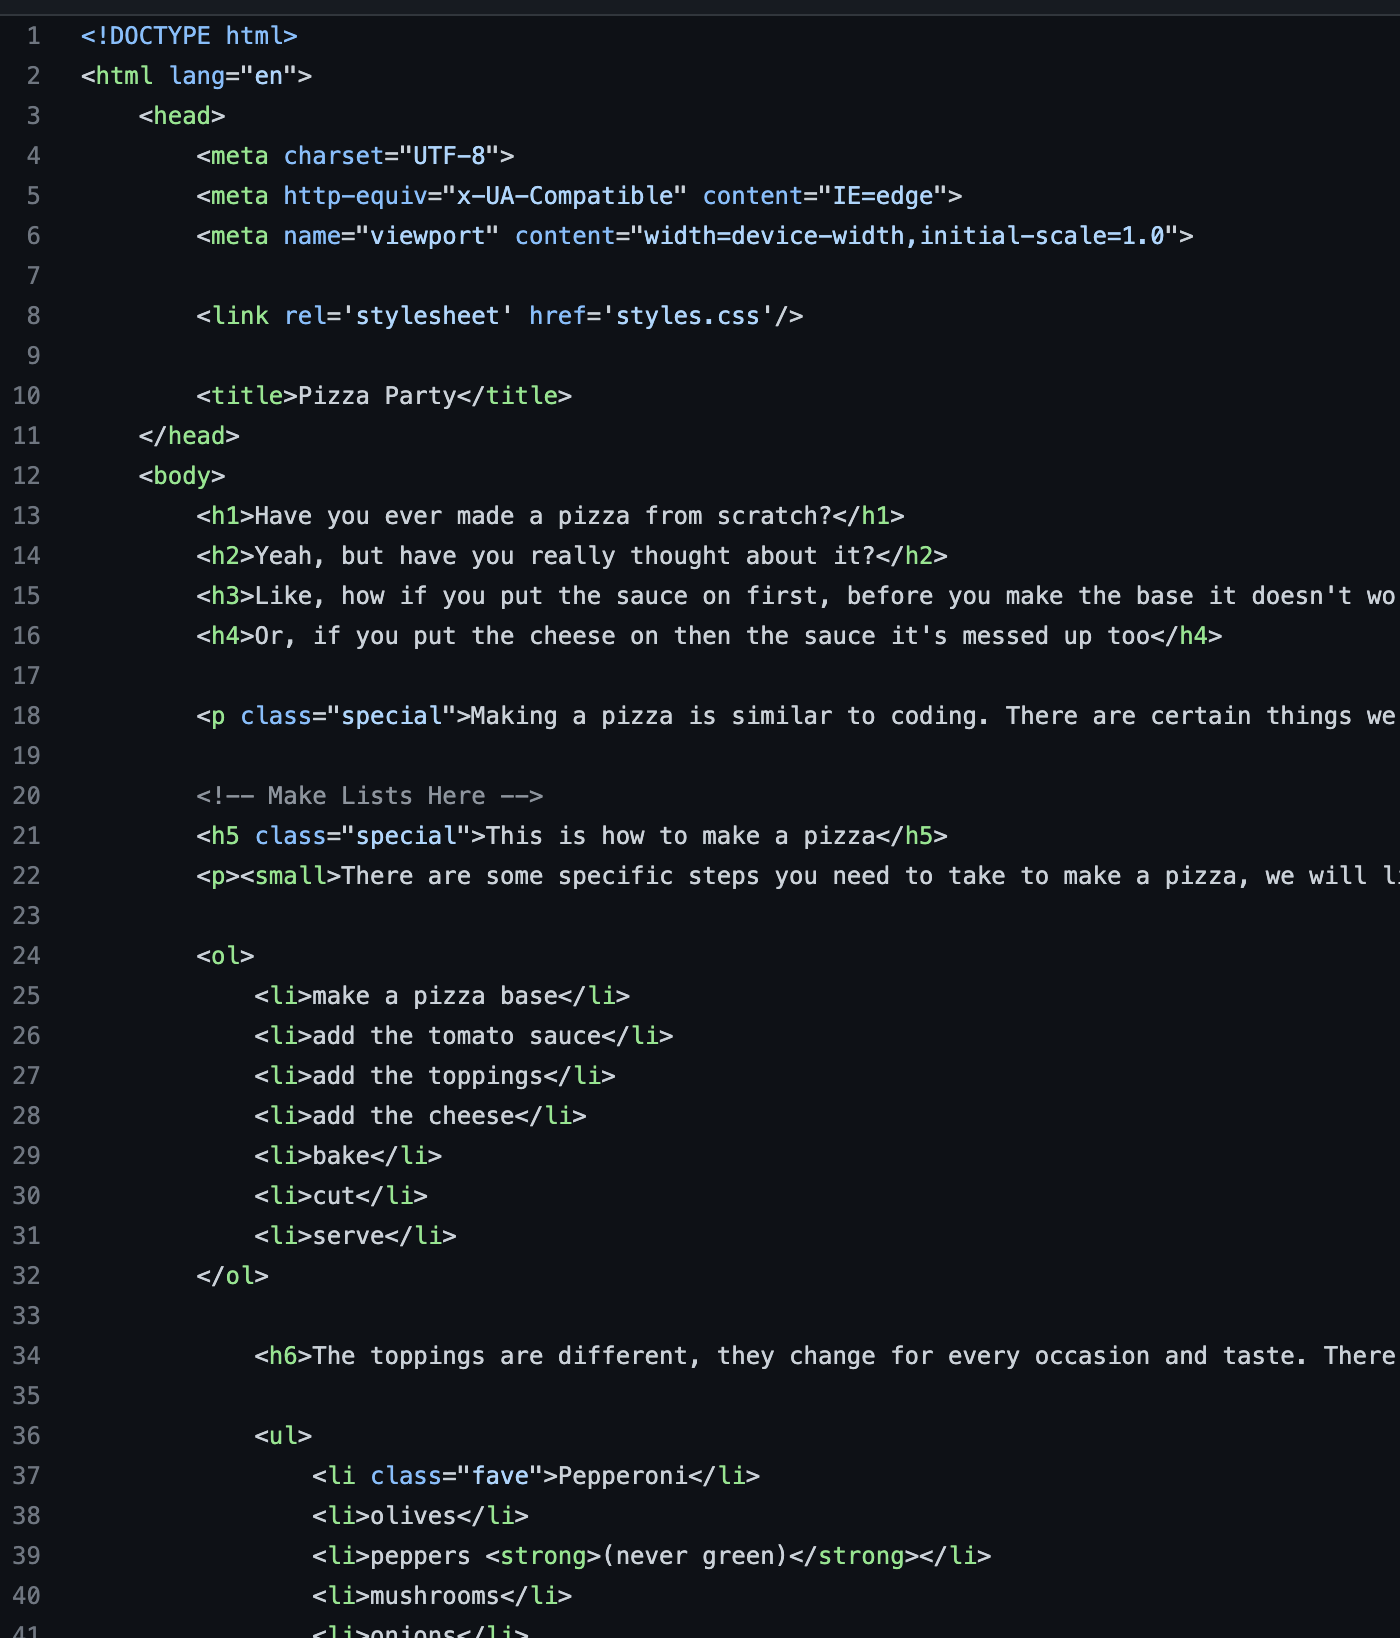 1 <!DOCTYPE html>
2 <html lang="en">
3 <head>
4 <meta charset="UTF-8">
5 <meta http-equiv="x-UA-Compatible" content="IE=edge">
6 <meta name="viewport" content="width=device-width,initial-scale=1.0">
7
8 <link rel='stylesheet' href='styles.css'/>
9
10 <title>Pizza Party</title>
11 </head>
12 <body>
13 <h1>Have you ever made a pizza from scratch?</h1>
14 <h2>Yeah, but have you really thought about it?</h2>
15 <h3>Like, how if you put the sauce on first, before you make the base it doesn't wo
16 <h4>Or, if you put the cheese on then the sauce it's messed up too</h4>
17
18 <p class="special">Making a pizza is similar to coding. There are certain things we
19
20 <!-- Make Lists Here -->
21 <h5 class="special">This is how to make a pizza</h5>
22 <p><small>There are some specific steps you need to take to make a pizza, we will li
23
24 <ol>
25 <li>make a pizza base</li>
26 <li>add the tomato sauce</li>
27 <li>add the toppings</li>
28 <li>add the cheese</li>
29 <li>bake</li>
30 <li>cut</li>
31 <li>serve</li>
32 </ol>
33
34 <h6>The toppings are different, they change for every occasion and taste. There
35
36 <ul>
37 <li class="fave">Pepperoni</li>
38 <li>olives</li>
39 <li>peppers <strong>(never green)</strong></li>
40 <li>mushrooms</li>
41 <li>onions</li>